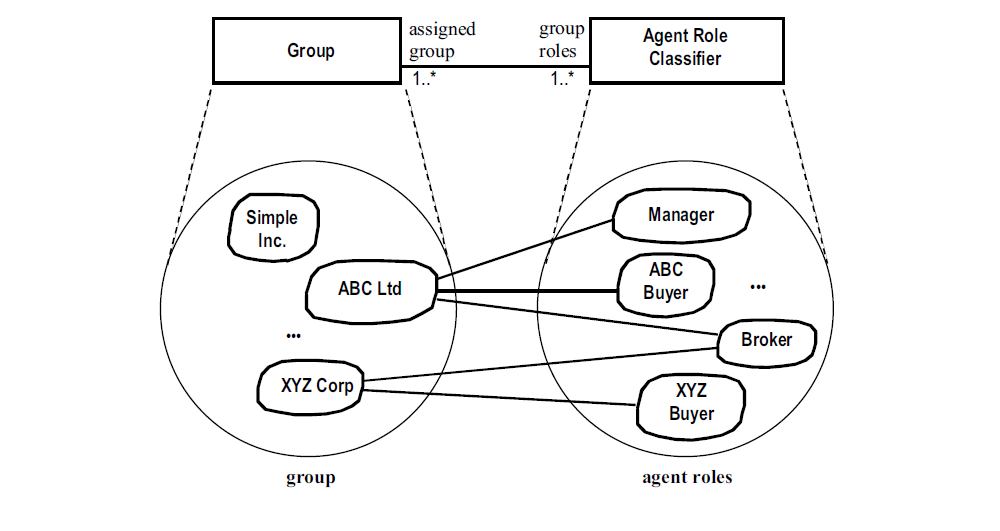 Group
assigned
group
1..*
group
roles
1..*
Agent Role
Classifier
Simple
Inc.
ABC Ltd
...
XYZ Corp
group
Manager
ABC
Buyer
...
Broker
XYZ
Buyer
agent roles